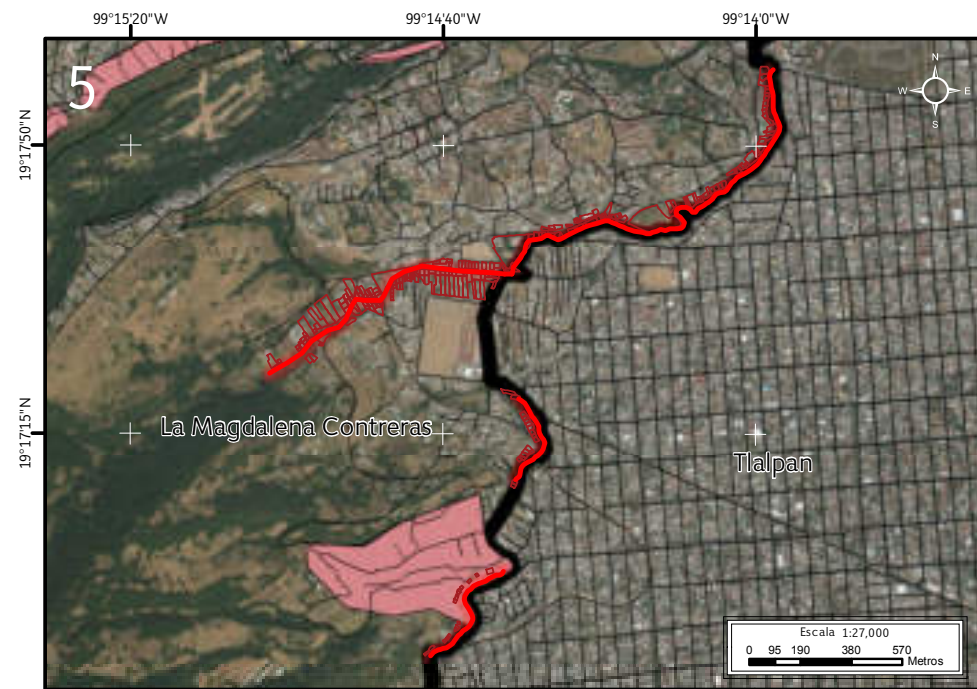 99°15'20"W 99°14'40"W 99°14'0"W
5
N
W E
S
19°17'50"N
19°17'15"N
La Magdalena Contreras
Tlalpan
Escala 1:27,000
0 95 190 380 570
Metros